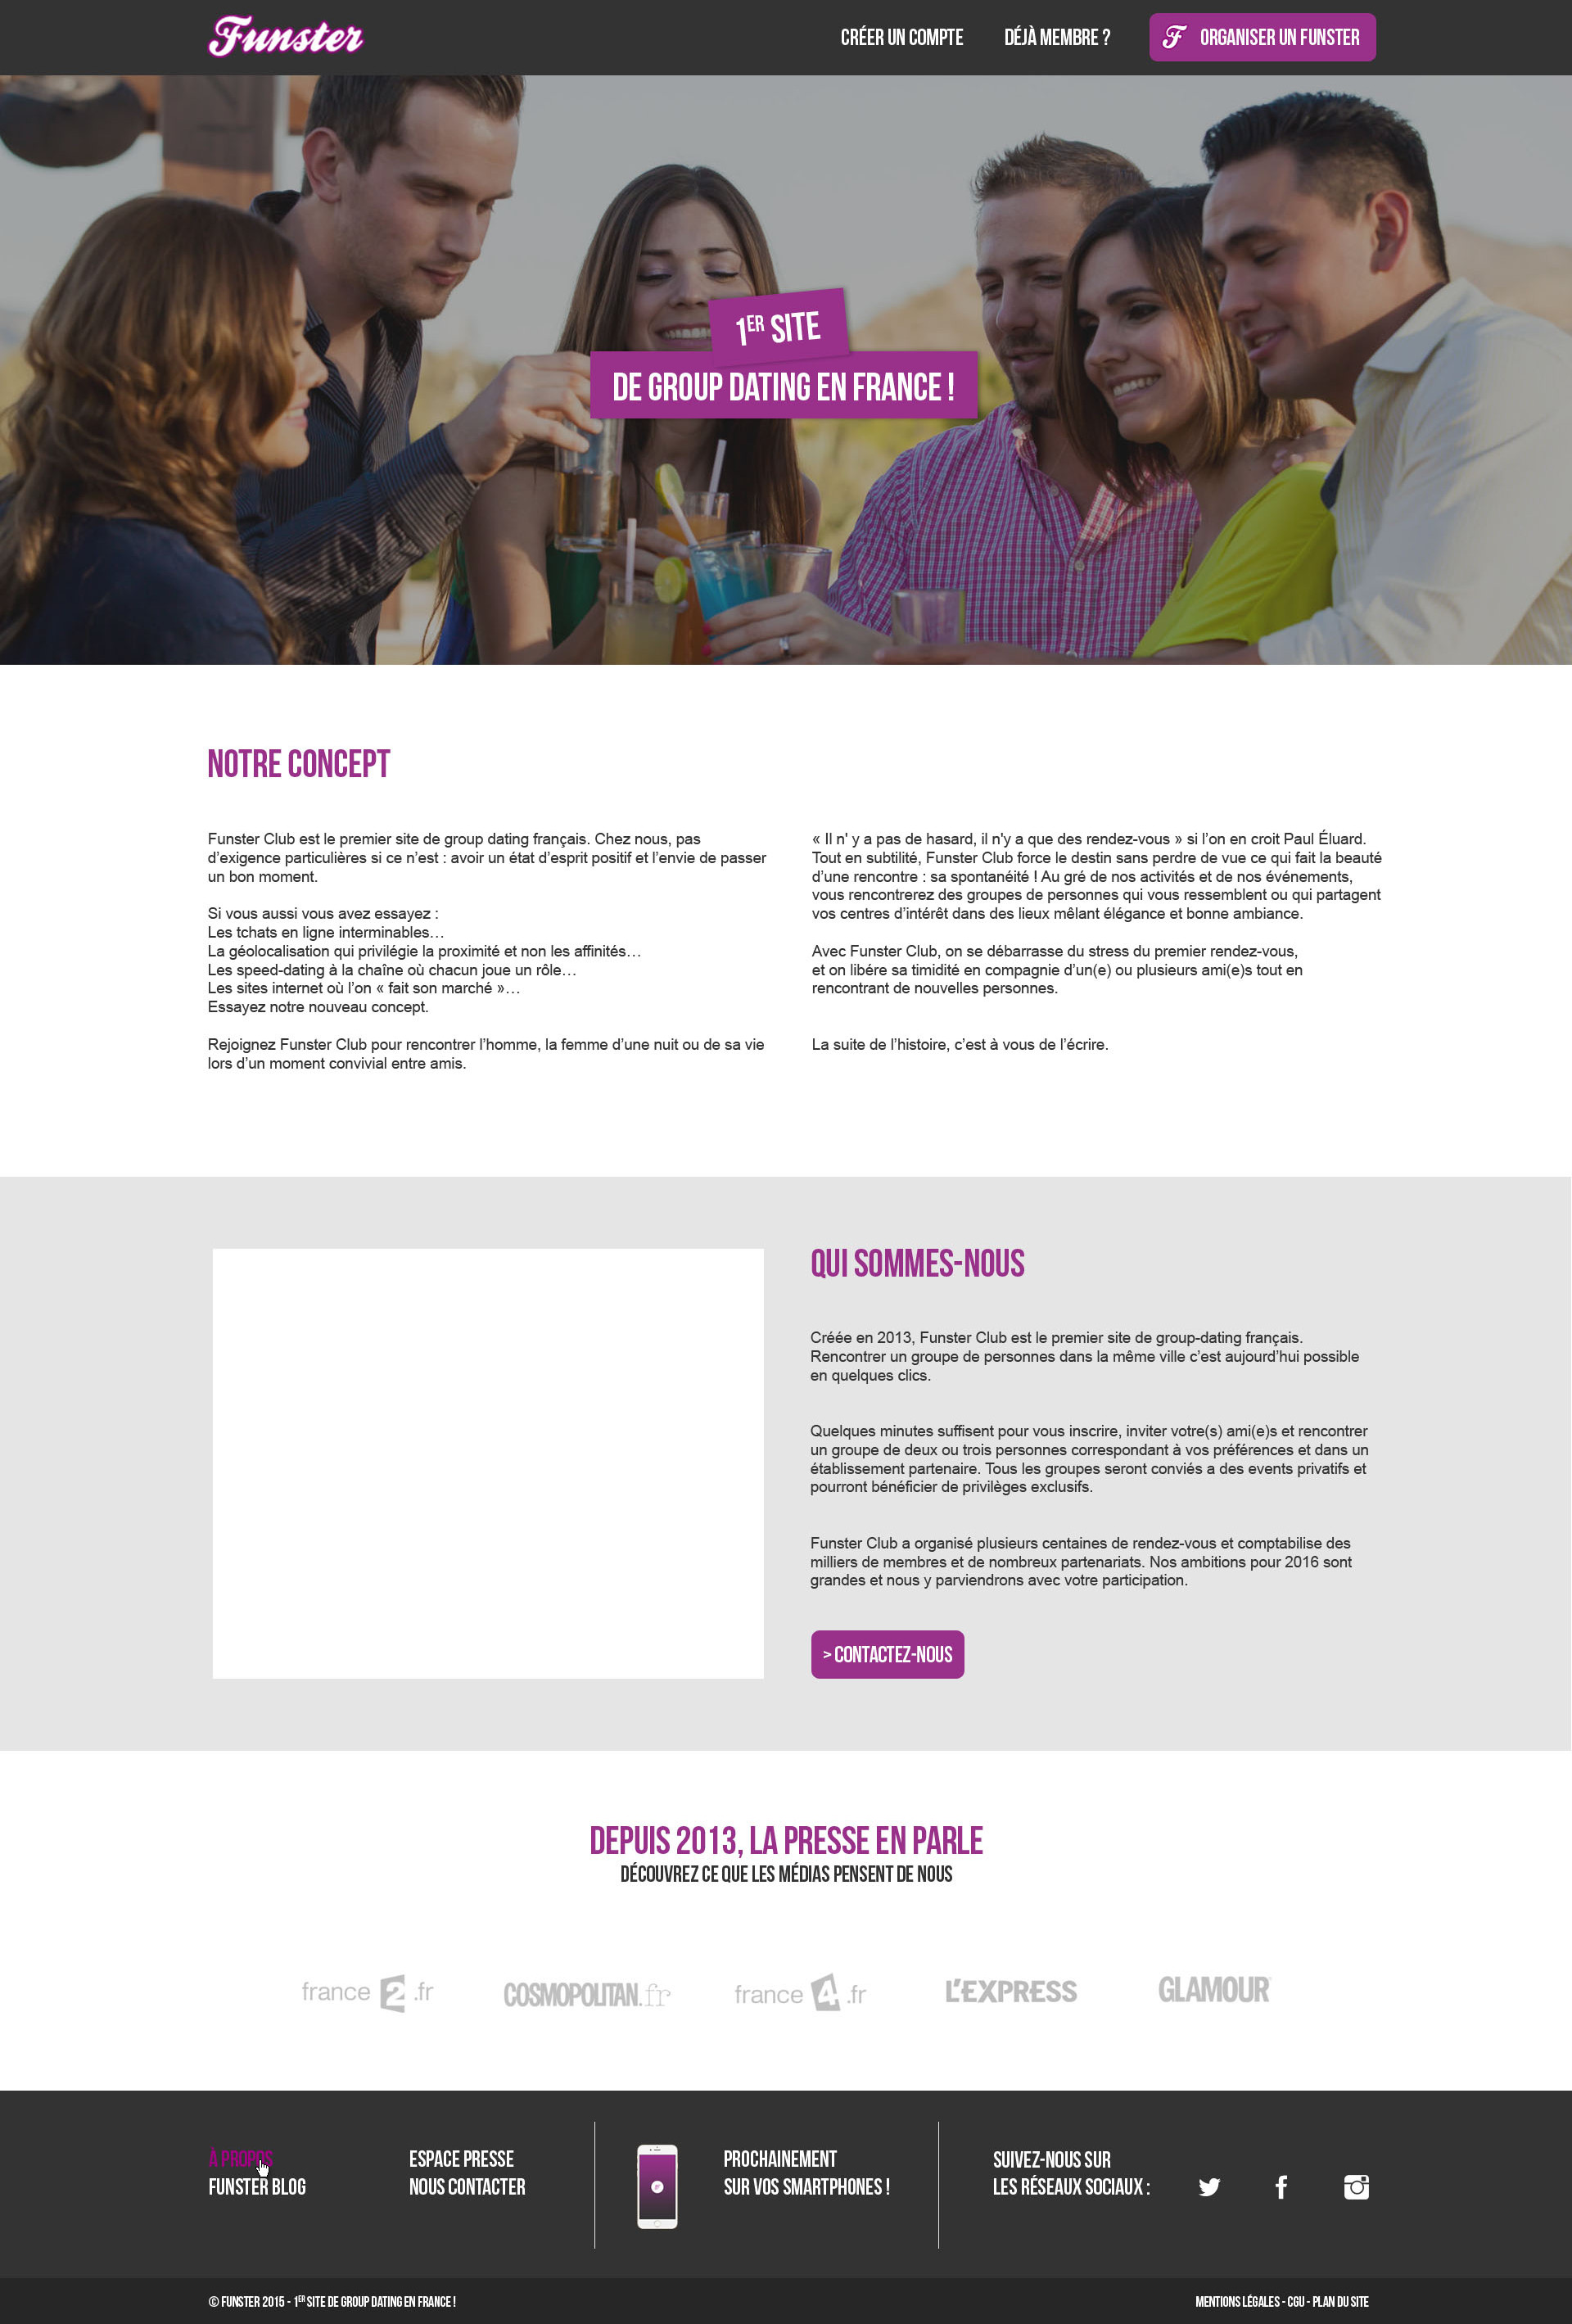 Funster
CRÉER UN COMPTE
DÉJÀ MEMBRE ?
F ORGANISER UN FUNSTER
1ER SITE
DE GROUP DATING EN FRANCE !
NOTRE CONCEPT
Funster Club est le premier site de group dating français. Chez nous, pas
d’exigence particulières si ce n’est : avoir un état d’esprit positif et l’envie de passer
un bon moment.
Si vous aussi vous avez essayez :
Les tchats en ligne interminables…
La géolocalisation qui privilégie la proximité et non les affinités…
Les speed-dating à la chaîne où chacun joue un rôle…
Les sites internet où l’on « fait son marché »…
Essayez notre nouveau concept.
Rejoignez Funster Club pour rencontrer l’homme, la femme d’une nuit ou de sa vie
lors d’un moment convivial entre amis.
« Il n' y a pas de hasard, il n'y a que des rendez-vous » si l’on en croit Paul Éluard.
Tout en subtilité, Funster Club force le destin sans perdre de vue ce qui fait la beauté
d’une rencontre : sa spontanéité ! Au gré de nos activités et de nos événements,
vous rencontrerez des groupes de personnes qui vous ressemblent ou qui partagent
vos centres d’intérêt dans des lieux mêlant élégance et bonne ambiance.
Avec Funster Club, on se débarrasse du stress du premier rendez-vous,
et on libére sa timidité en compagnie d’un(e) ou plusieurs ami(e)s tout en
rencontrant de nouvelles personnes.
La suite de l’histoire, c’est à vous de l’écrire.
QUI SOMMES-NOUS
Créée en 2013, Funster Club est le premier site de group-dating français.
Rencontrer un groupe de personnes dans la même ville c’est aujourd’hui possible
en quelques clics.
Quelques minutes suffisent pour vous inscrire, inviter votre(s) ami(e)s et rencontrer
un groupe de deux ou trois personnes correspondant à vos préférences et dans un
établissement partenaire. Tous les groupes seront conviés a des events privatifs et
pourront bénéficier de privilèges exclusifs.
Funster Club a organisé plusieurs centaines de rendez-vous et comptabilise des
milliers de membres et de nombreux partenariats. Nos ambitions pour 2016 sont
grandes et nous y parviendrons avec votre participation.
> CONTACTEZ-NOUS
DEPUIS 2013, LA PRESSE EN PARLE
DÉCOUVREZ CE QUE LES MÉDIAS PENSENT DE NOUS
france 2 .fr
COSMOPOLITAN.fr
france 4 .fr
L'EXPRESS
GLAMOUR
À PROPOS
FUNSTER BLOG
ESPACE PRESSE
NOUS CONTACTER
PROCHAINEMENT
SUR VOS SMARTPHONES !
SUIVEZ-NOUS SUR
LES RÉSEAUX SOCIAUX :
© FUNSTER 2015 - 1ER SITE DE GROUP DATING EN FRANCE !
MENTIONS LÉGALES - CGU - PLAN DU SITE